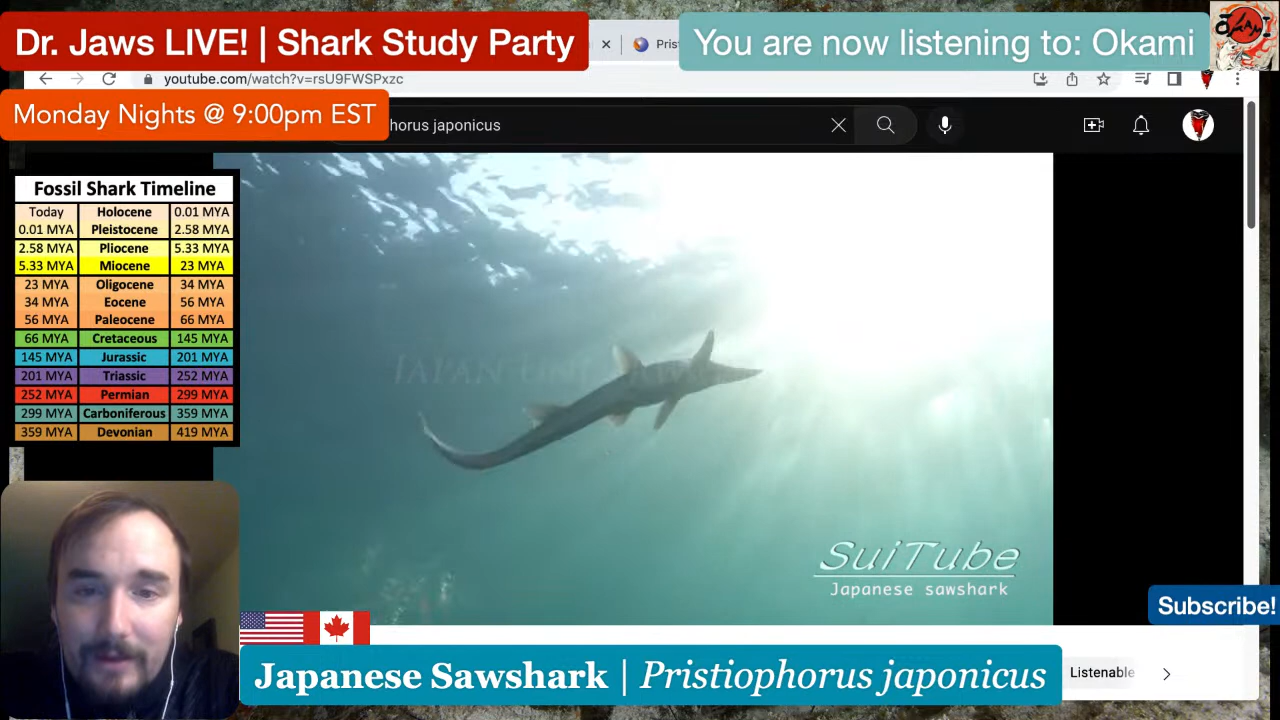 Dr. Jaws LIVE! | Shark Study Party
Pris
You are now listening to: Okami
youtube.com/watch?v=rsU9FWSPxzc
Monday Nights @ 9:00pm EST
phorus japonicus
Fossil Shark Timeline
Today Holocene 0.01 MYA
0.01 MYA Pleistocene 2.58 MYA
2.58 MYA Pliocene 5.33 MYA
5.33 MYA Miocene 23 MYA
23 MYA Oligocene 34 MYA
34 MYA Eocene 56 MYA
56 MYA Paleocene 66 MYA
66 MYA Cretaceous 145 MYA
145 MYA Jurassic 201 MYA
201 MYA Triassic 252 MYA
252 MYA Permian 299 MYA
299 MYA Carboniferous 359 MYA
359 MYA Devonian 419 MYA
SuiTube
Japanese sawshark
Subscribe!
Japanese Sawshark | Pristiophorus japonicus
Listenable